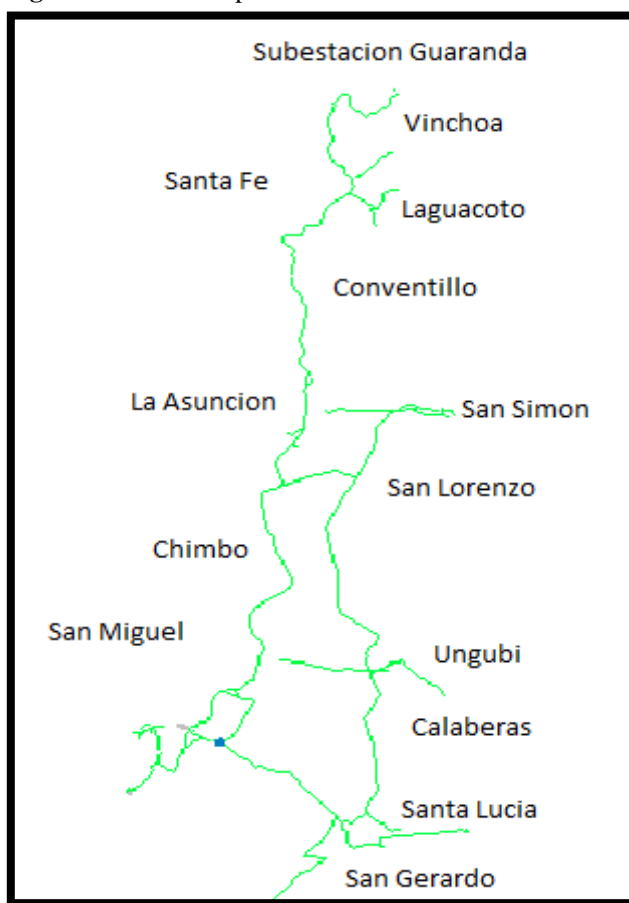 Subestacion Guaranda
Vinchoa
Santa Fe
Laguacoto
Conventillo
La Asuncion
San Simon
San Lorenzo
Chimbo
San Miguel
Ungubi
Calaberas
Santa Lucia
San Gerardo